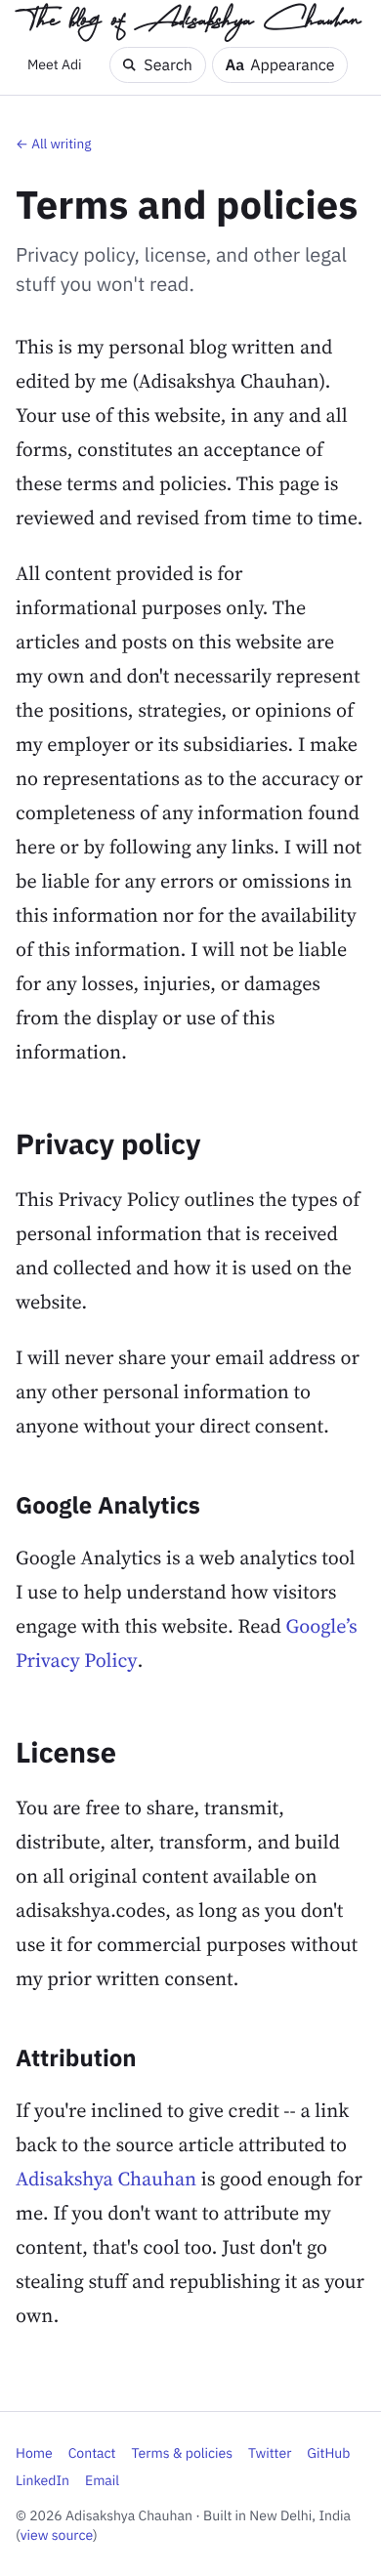 The blog of Adisakshya Chauhan
Meet Adi
Search
Aa Appearance
← All writing
Terms and policies
Privacy policy, license, and other legal
stuff you won't read.
This is my personal blog written and
edited by me (Adisakshya Chauhan).
Your use of this website, in any and all
forms, constitutes an acceptance of
these terms and policies. This page is
reviewed and revised from time to time.
All content provided is for
informational purposes only. The
articles and posts on this website are
my own and don't necessarily represent
the positions, strategies, or opinions of
my employer or its subsidiaries. I make
no representations as to the accuracy or
completeness of any information found
here or by following any links. I will not
be liable for any errors or omissions in
this information nor for the availability
of this information. I will not be liable
for any losses, injuries, or damages
from the display or use of this
information.
Privacy policy
This Privacy Policy outlines the types of
personal information that is received
and collected and how it is used on the
website.
I will never share your email address or
any other personal information to
anyone without your direct consent.
Google Analytics
Google Analytics is a web analytics tool
I use to help understand how visitors
engage with this website. Read Google’s
Privacy Policy.
License
You are free to share, transmit,
distribute, alter, transform, and build
on all original content available on
adisakshya.codes, as long as you don't
use it for commercial purposes without
my prior written consent.
Attribution
If you're inclined to give credit -- a link
back to the source article attributed to
Adisakshya Chauhan is good enough for
me. If you don't want to attribute my
content, that's cool too. Just don't go
stealing stuff and republishing it as your
own.
Home Contact Terms & policies Twitter GitHub
LinkedIn Email
© 2026 Adisakshya Chauhan · Built in New Delhi, India
(view source)